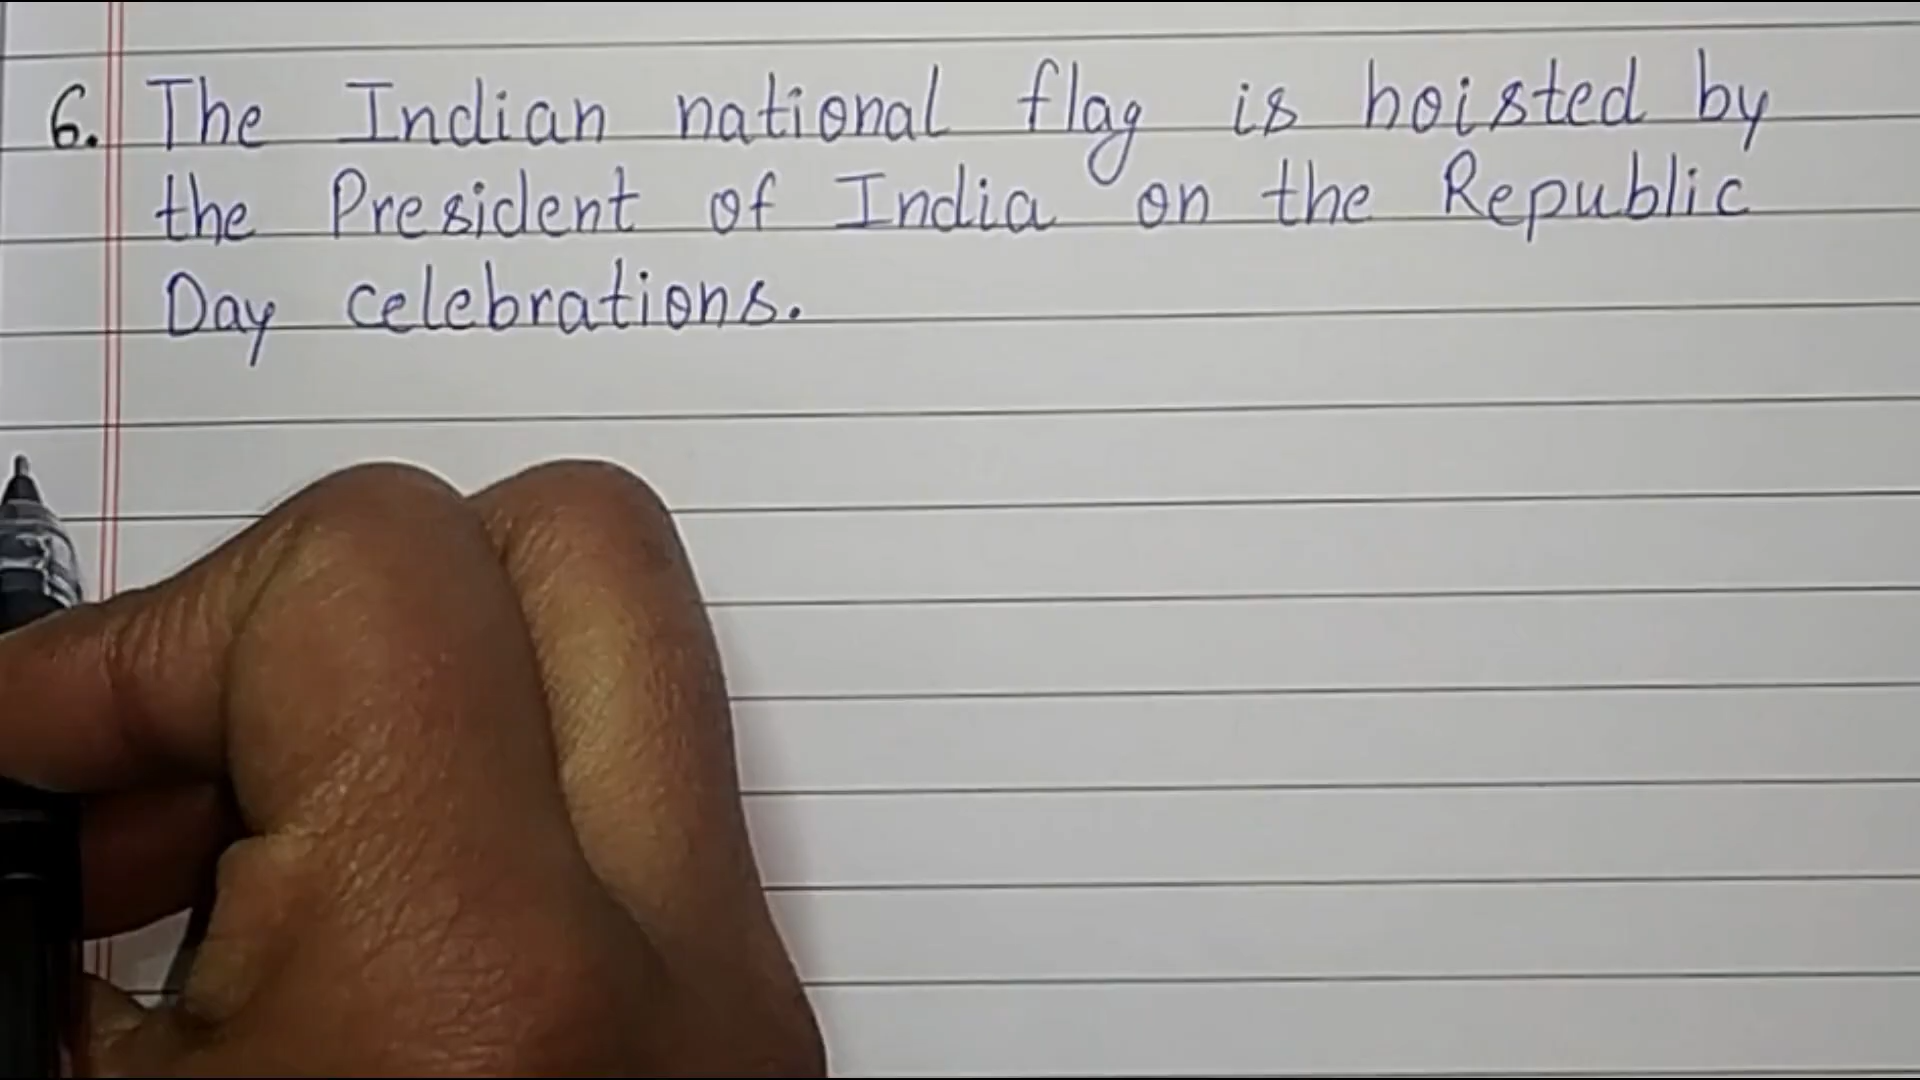 6. The Indian national flag is hoisted by
the President of India on the Republic
Day celebrations.